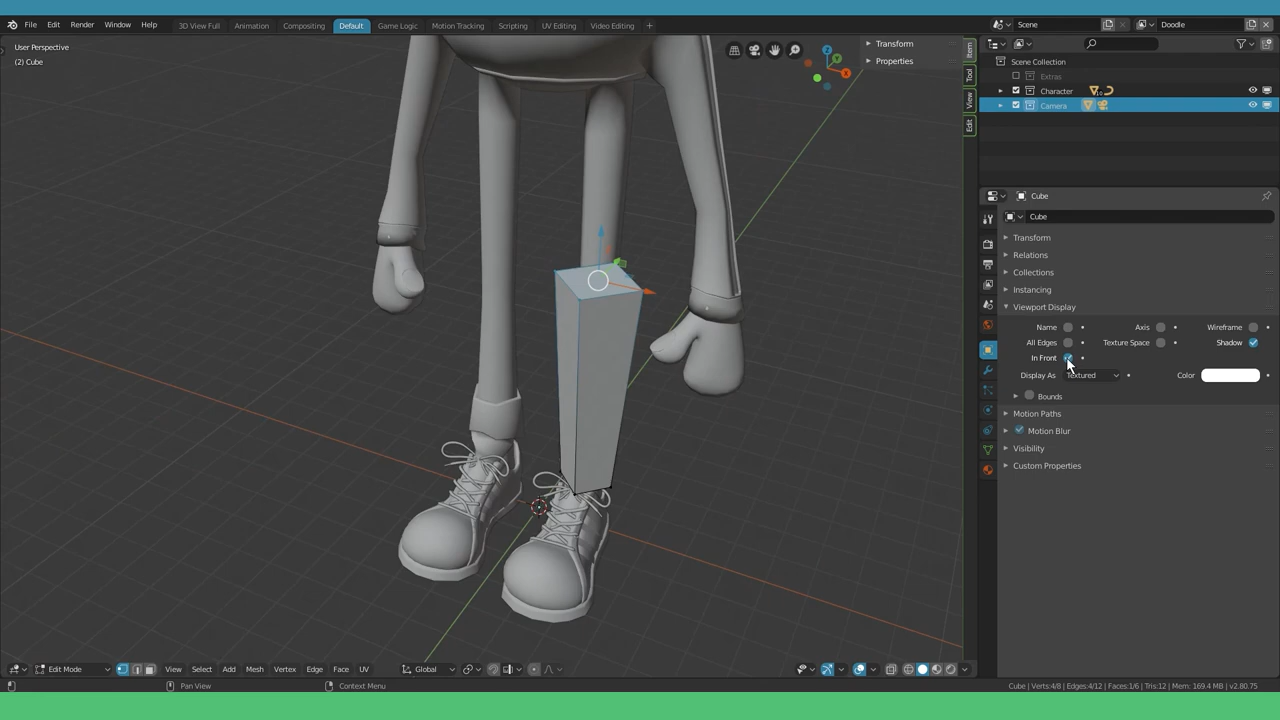 File Edit Render Window Help 3D View Full Animation Compositing Default Game Logic Motion Tracking Scripting UV Editing Video Editing + Scene Doodle
User Perspective
(2) Cube
Transform
Properties
Item
Tool
View
Edit
Z
Y
X
Scene Collection
Extras
Character
Camera
Cube
Cube
Transform
Relations
Collections
Instancing
Viewport Display
Name Axis Wireframe
All Edges Texture Space Shadow
In Front
Display As Textured Color
Bounds
Motion Paths
Motion Blur
Visibility
Custom Properties
Edit Mode View Select Add Mesh Vertex Edge Face UV Global
Pan View Context Menu Cube | Verts:4/8 | Edges:4/12 | Faces:1/6 | Tris:12 | Mem: 169.4 MB | v2.80.75